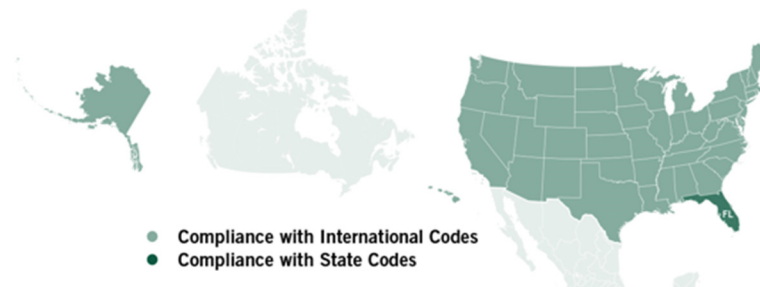 FL
Compliance with International Codes
Compliance with State Codes